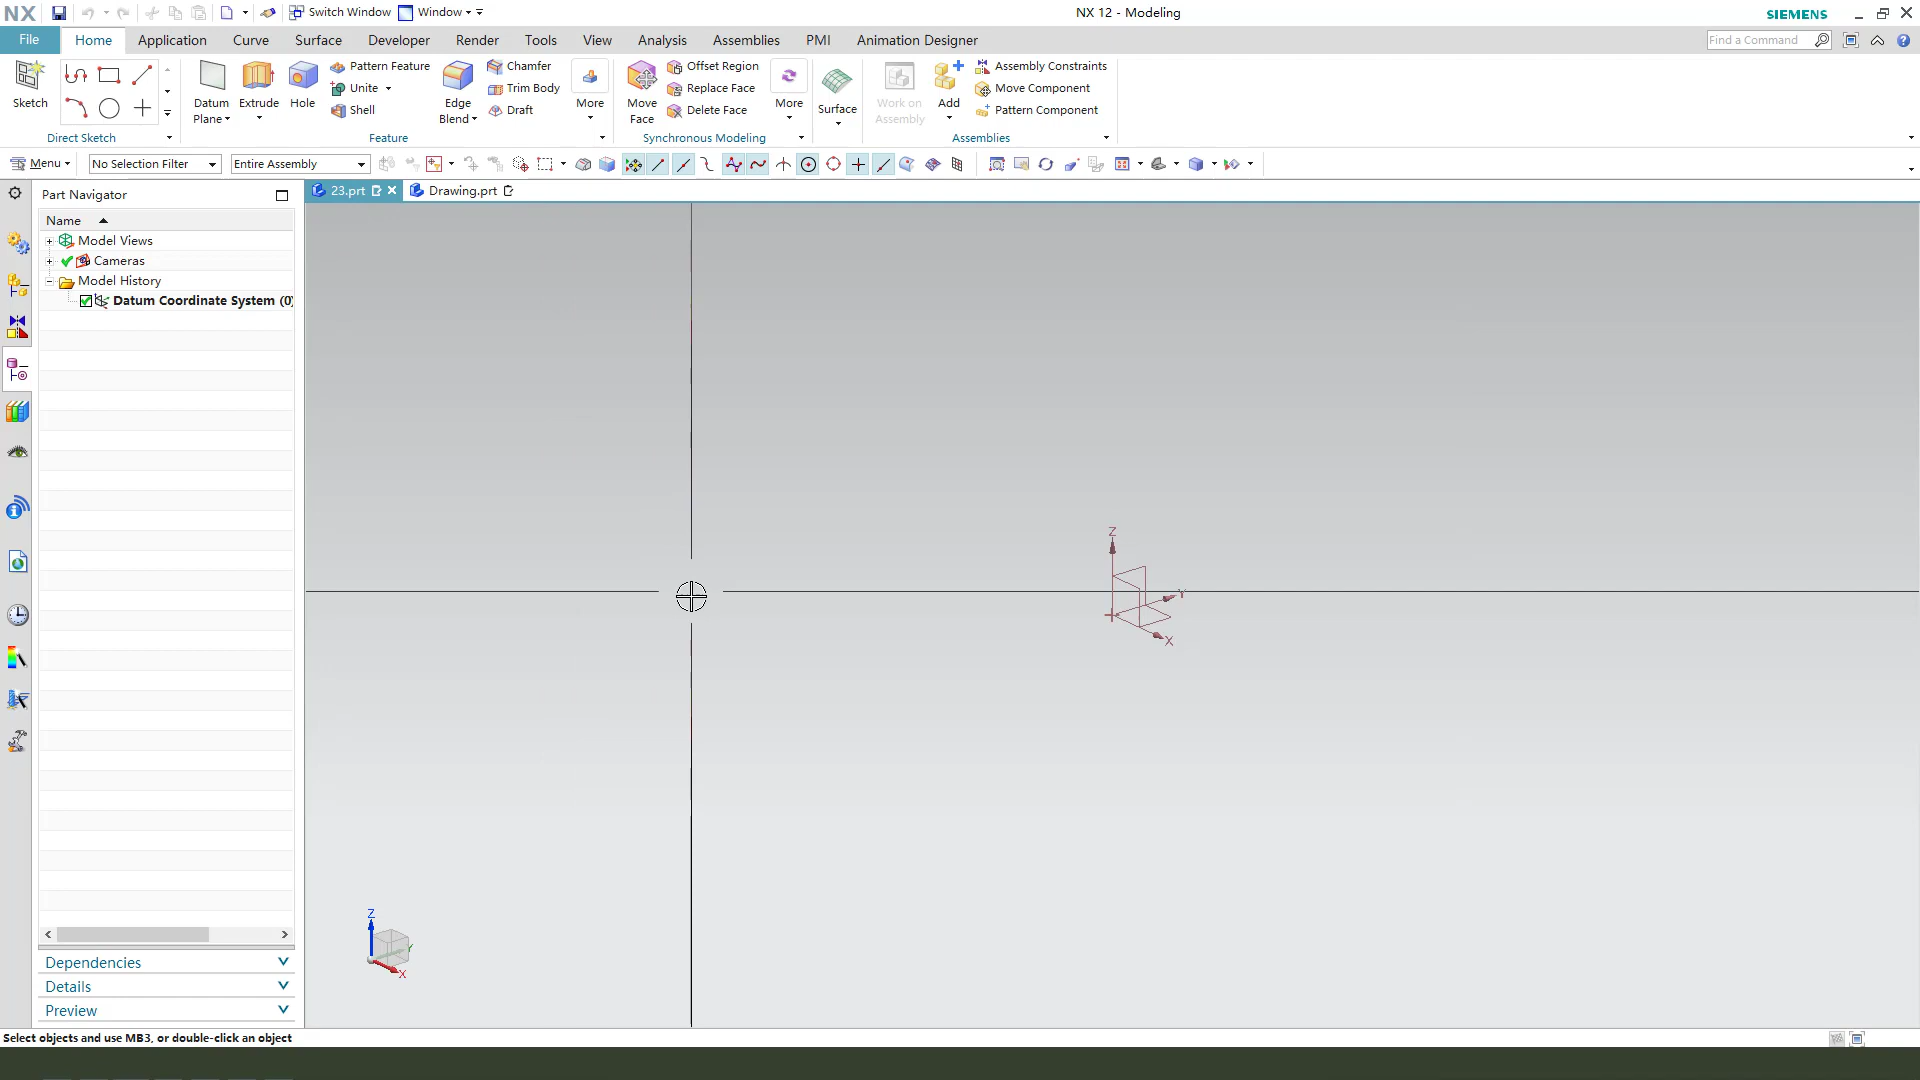 NX
Switch Window
Window
NX 12 - Modeling
SIEMENS
File
Home
Application
Curve
Surface
Developer
Render
Tools
View
Analysis
Assemblies
PMI
Animation Designer
Find a Command
Sketch
Direct Sketch
Datum
Plane
Extrude
Hole
Pattern Feature
Unite
Shell
Edge
Blend
Chamfer
Trim Body
Draft
More
Feature
Move
Face
Offset Region
Replace Face
Delete Face
More
Synchronous Modeling
Surface
Work on
Assembly
Add
Assembly Constraints
Move Component
Pattern Component
Assemblies
Menu
No Selection Filter
Entire Assembly
Part Navigator
23.prt
Drawing.prt
Name
Model Views
Cameras
Model History
Datum Coordinate System (0)
Z
Y
X
Z
Y
X
Dependencies
Details
Preview
Select objects and use MB3, or double-click an object